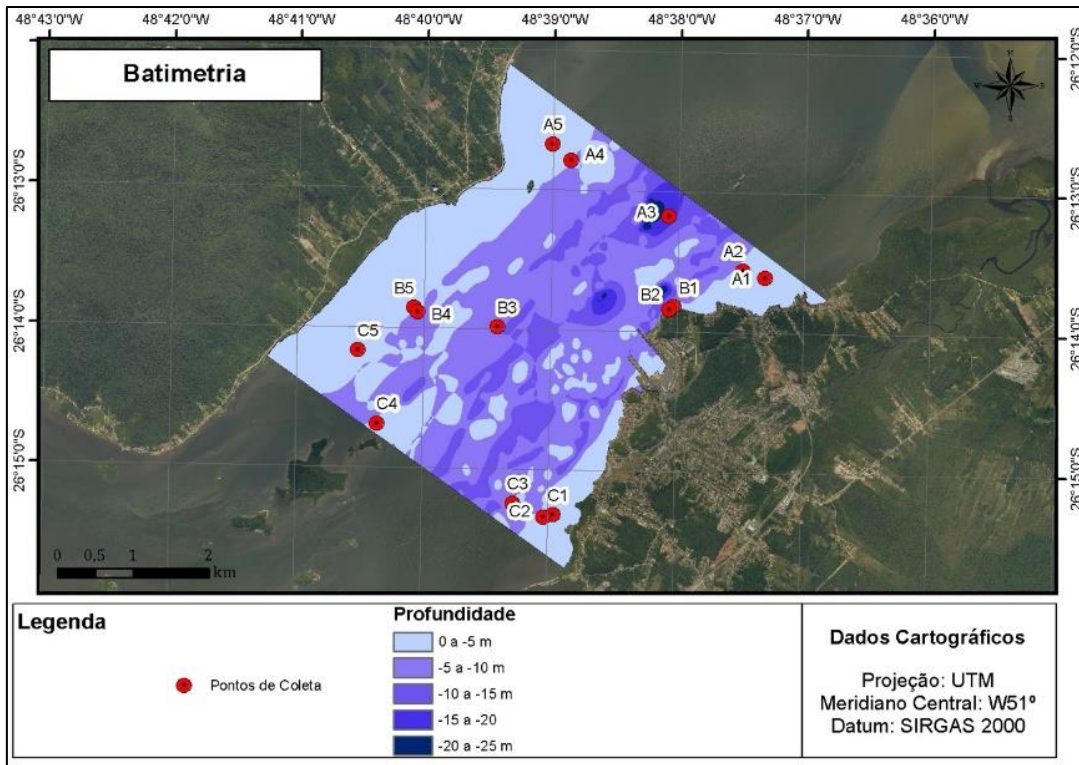 48°43'0"W 48°42'0"W 48°41'0"W 48°40'0"W 48°39'0"W 48°38'0"W 48°37'0"W 48°36'0"W
Batimetria
26°12'0"S
N
W E
S
A5
A4
26°13'0"S
26°13'0"S
A3
A2
A1
B5
B4
B3
B2
B1
26°14'0"S
26°14'0"S
C5
C4
26°15'0"S
26°15'0"S
C3
C2
C1
0 0,5 1 2
km
Legenda
Pontos de Coleta
Profundidade
0 a -5 m
-5 a -10 m
-10 a -15 m
-15 a -20
-20 a -25 m
Dados Cartográficos
Projeção: UTM
Meridiano Central: W51º
Datum: SIRGAS 2000